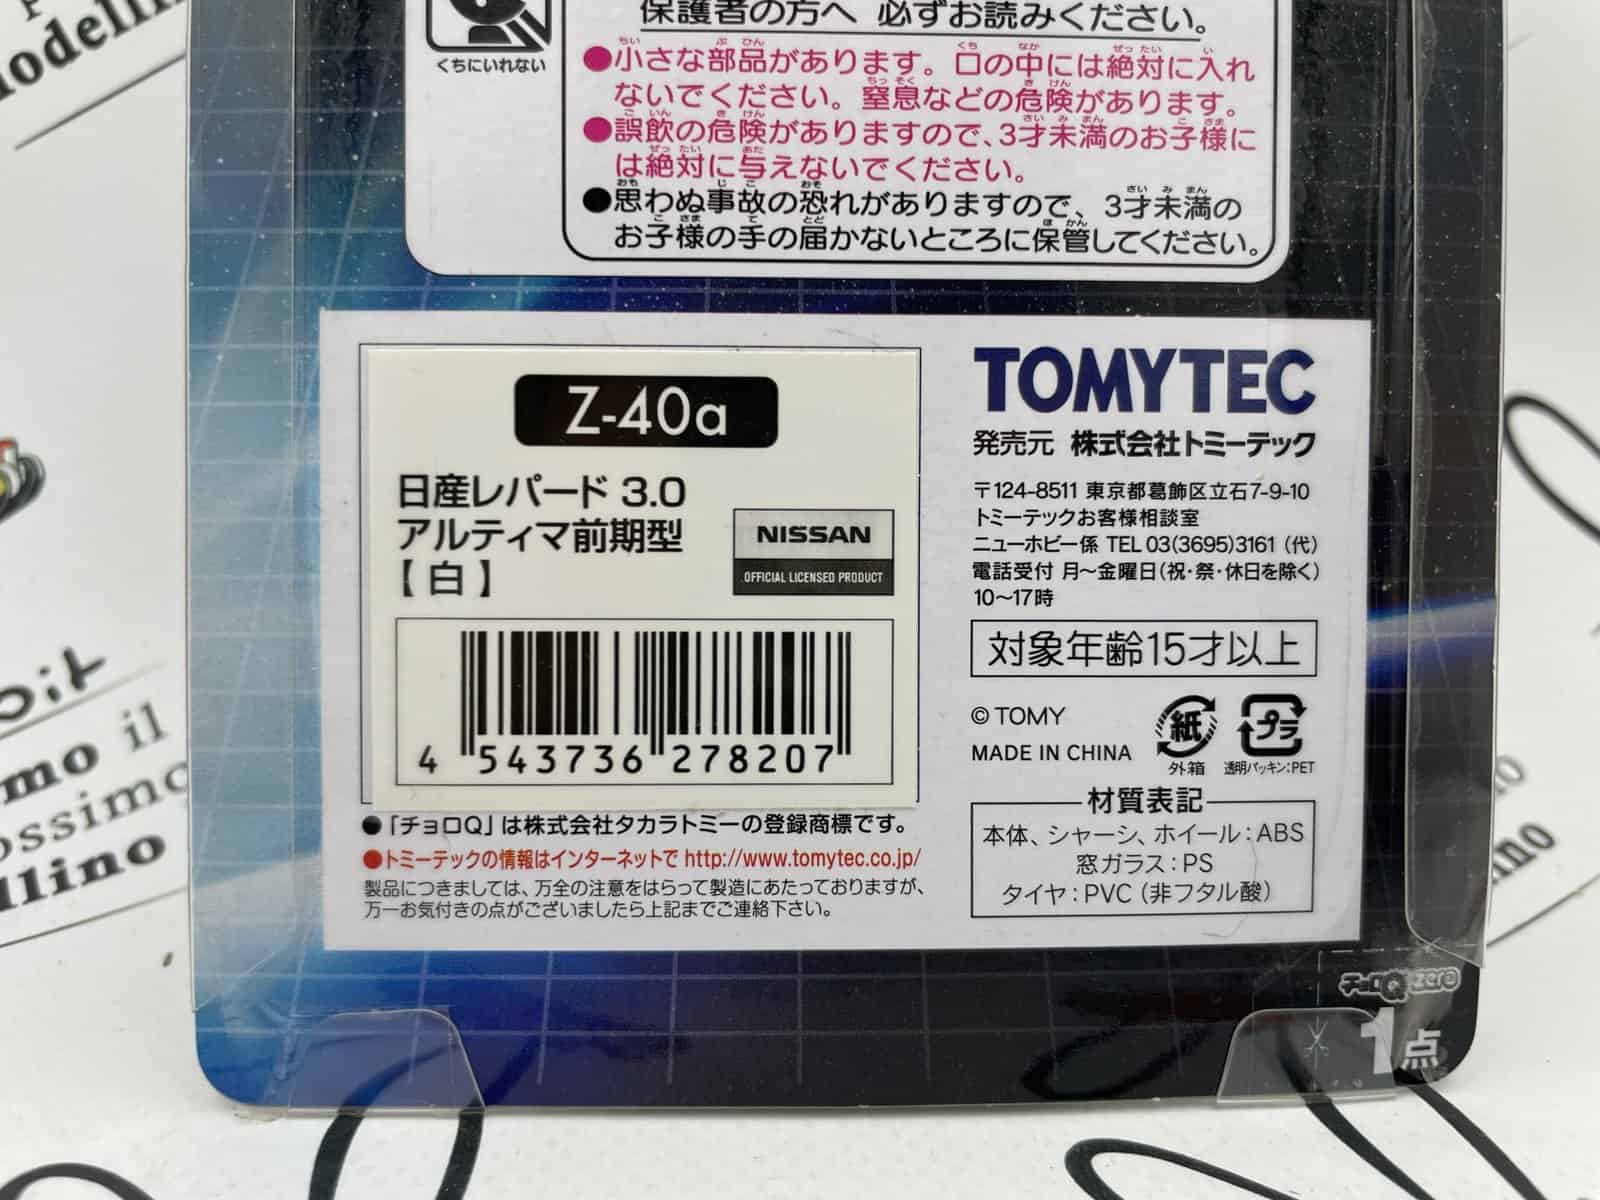 くちにいれない
保護者の方へ 必ずお読みください。
●小さな部品があります。口の中には絶対に入れ
ないでください。窒息などの危険があります。
●誤飲の危険がありますので、3才未満のお子様に
は絶対に与えないでください。
●思わぬ事故の恐れがありますので、3才未満の
お子様の手の届かないところに保管してください。
Z-40a
日産レパード 3.0
アルティマ前期型
【 白 】
NISSAN
OFFICIAL LICENSED PRODUCT
4 543736 278207
●「チョロQ」は株式会社タカラトミーの登録商標です。
●トミーテックの情報はインターネットで http://www.tomytec.co.jp/
製品につきましては、万全の注意をはらって製造にあたっておりますが、
万一お気付きの点がございましたら上記までご連絡下さい。
TOMYTEC
発売元 株式会社トミーテック
〒124-8511 東京都葛飾区立石7-9-10
トミーテックお客様相談室
ニューホビー係 TEL 03(3695)3161 (代)
電話受付 月〜金曜日(祝・祭・休日を除く)
10〜17時
対象年齢15才以上
© TOMY
MADE IN CHINA
紙
外箱
プラ
透明パッキン:PET
材質表記
本体、シャーシ、ホイール:ABS
窓ガラス:PS
タイヤ:PVC (非フタル酸)
チョロQ zero
1点
odellino
mo il
ossimo
llino